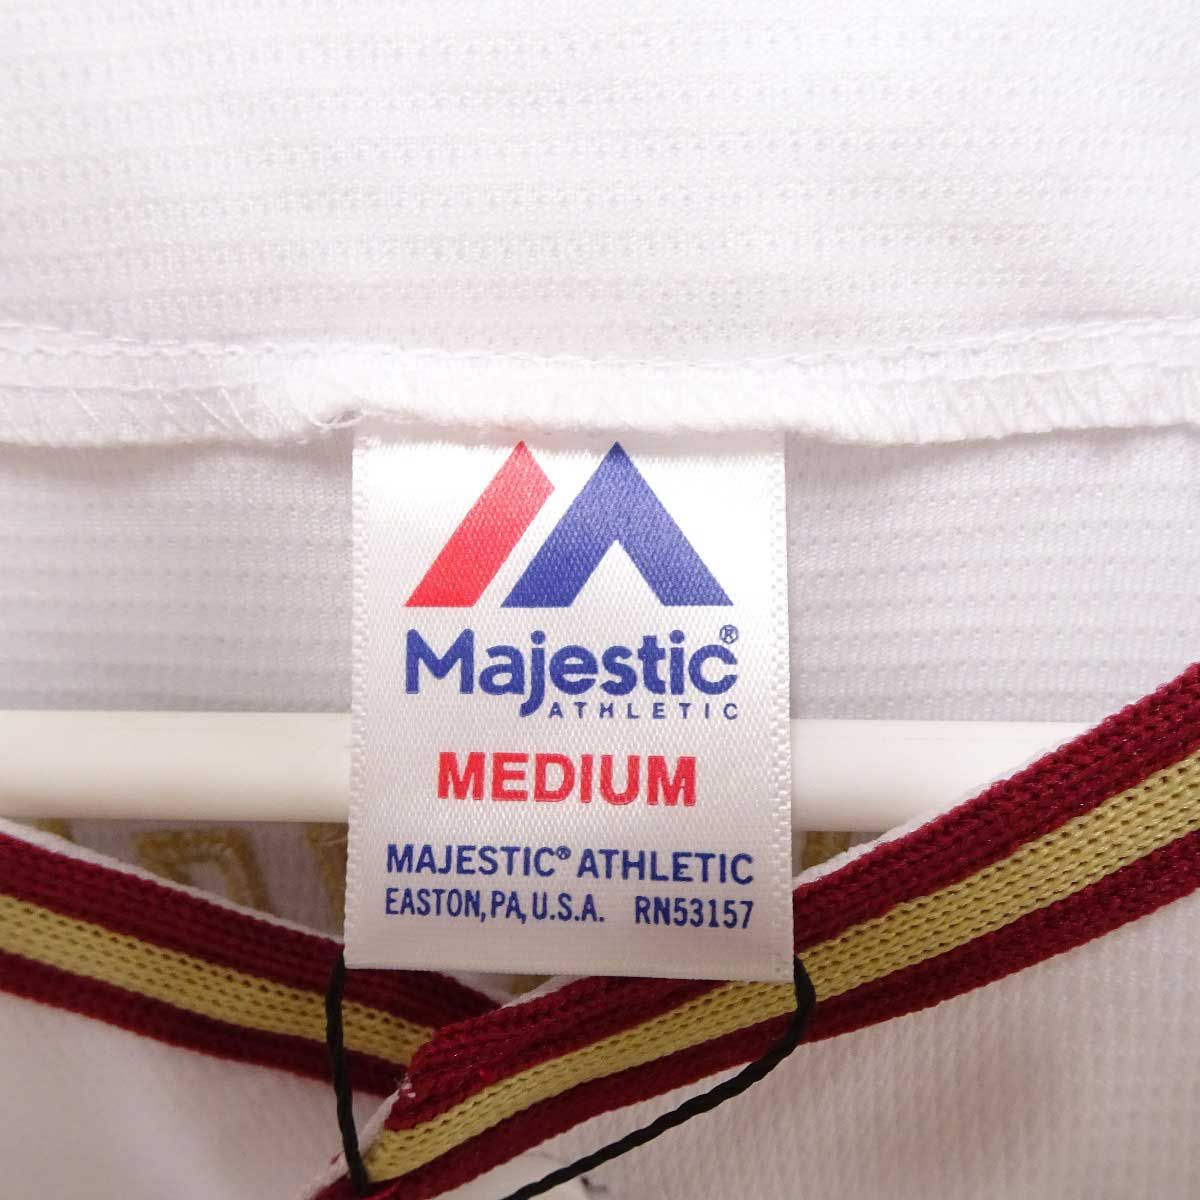 Majestic®
ATHLETIC
MEDIUM
MAJESTIC® ATHLETIC
EASTON, PA, U.S.A. RN53157